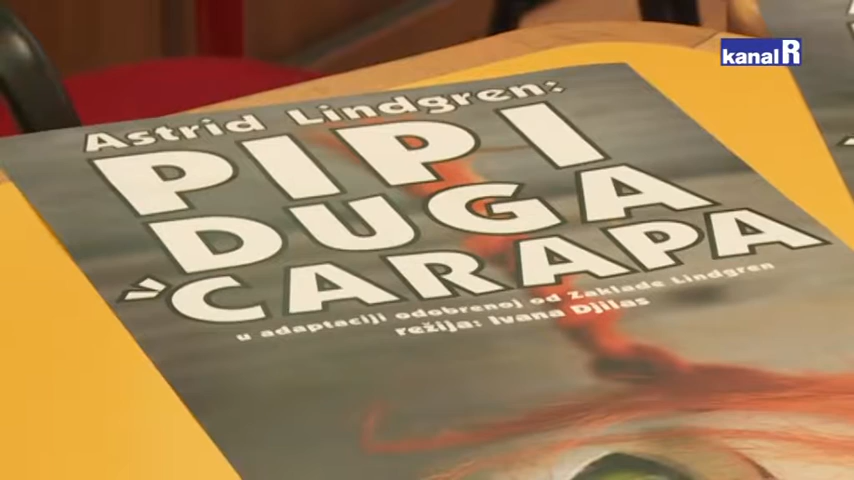 kanal R
Astrid Lindgren:
PIPI
DUGA
ČARAPA
u adaptaciji odobrenoj od Zaklade Lindgren
režija: Ivana Djilas